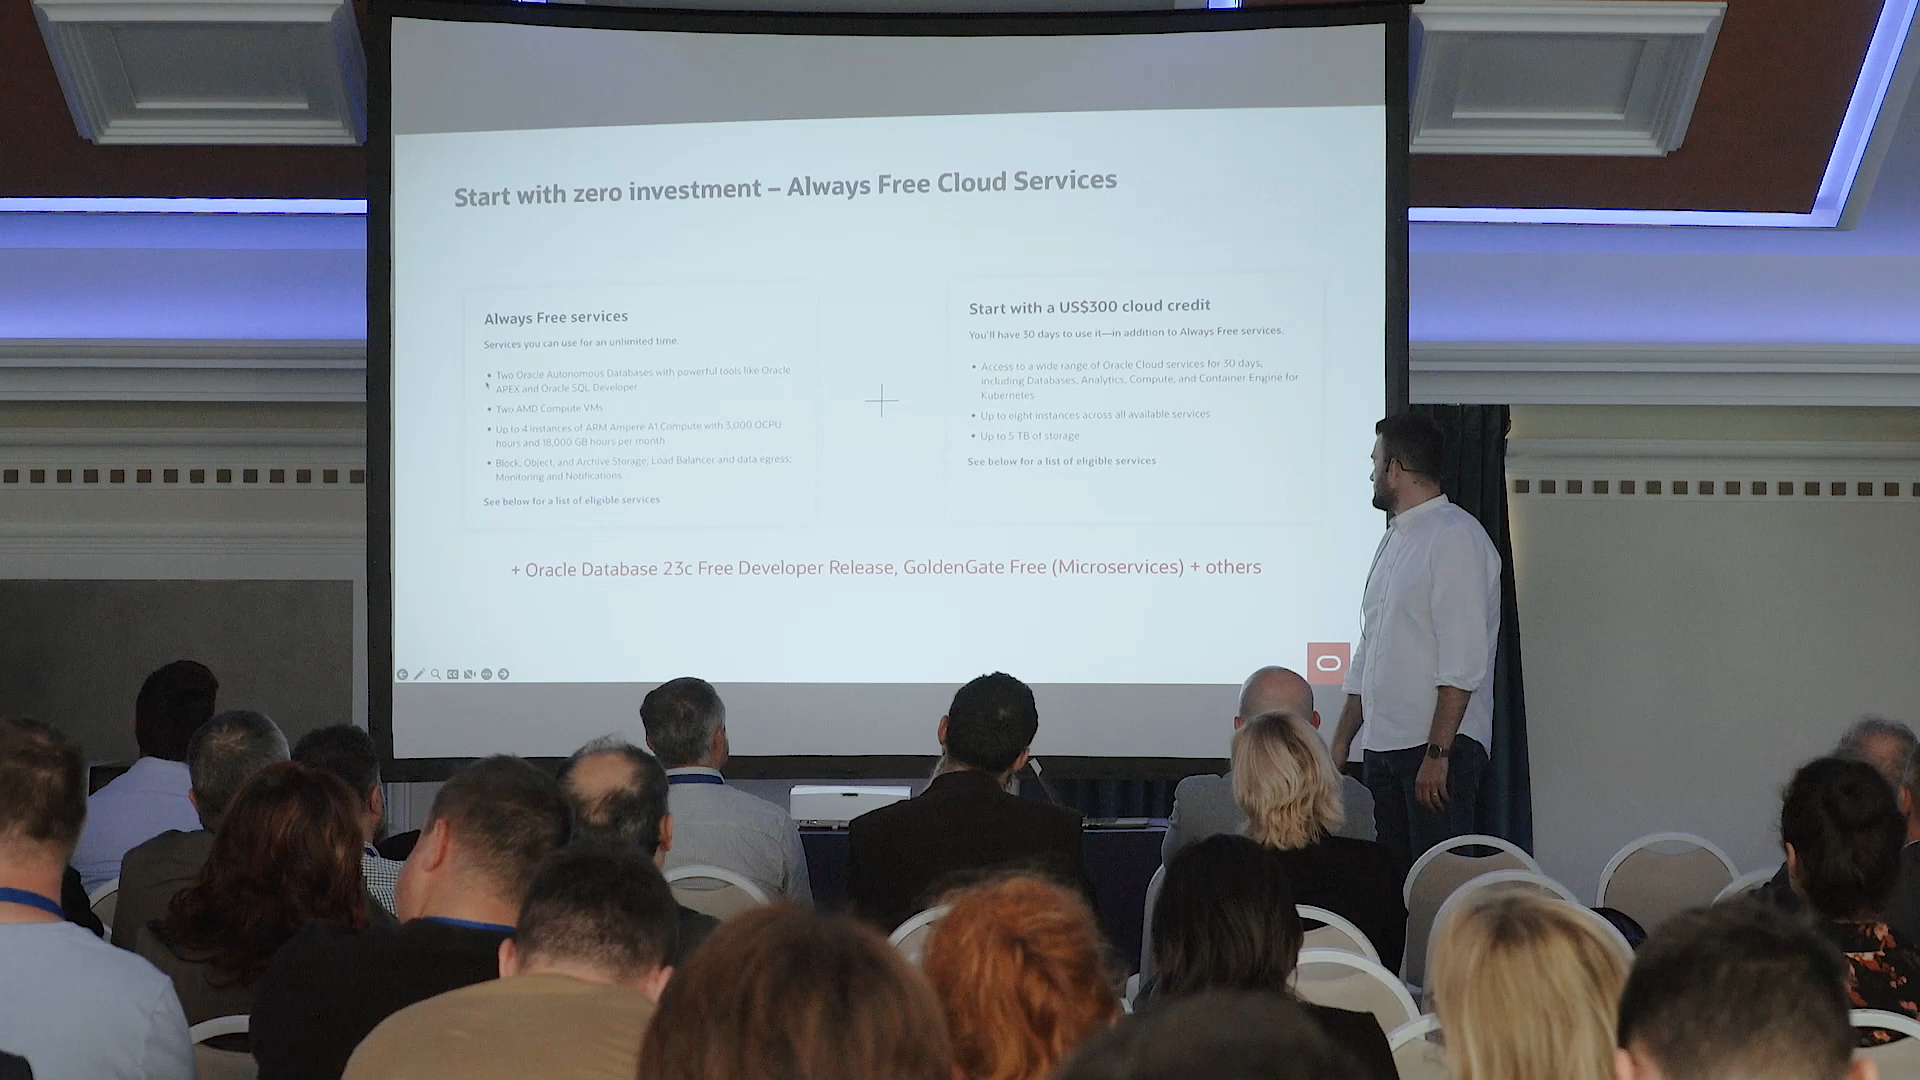 Start with zero investment – Always Free Cloud Services
Always Free services
Services you can use for an unlimited time.
• Two Oracle Autonomous Databases with powerful tools like Oracle
APEX and Oracle SQL Developer
• Two AMD Compute VMs
• Up to 4 instances of ARM Ampere A1 Compute with 3,000 OCPU
hours and 18,000 GB hours per month
• Block, Object, and Archive Storage; Load Balancer and data egress;
Monitoring and Notifications
See below for a list of eligible services
Start with a US$300 cloud credit
You'll have 30 days to use it—in addition to Always Free services.
• Access to a wide range of Oracle Cloud services for 30 days,
including Databases, Analytics, Compute, and Container Engine for
Kubernetes
• Up to eight instances across all available services
• Up to 5 TB of storage
See below for a list of eligible services
+ Oracle Database 23c Free Developer Release, GoldenGate Free (Microservices) + others